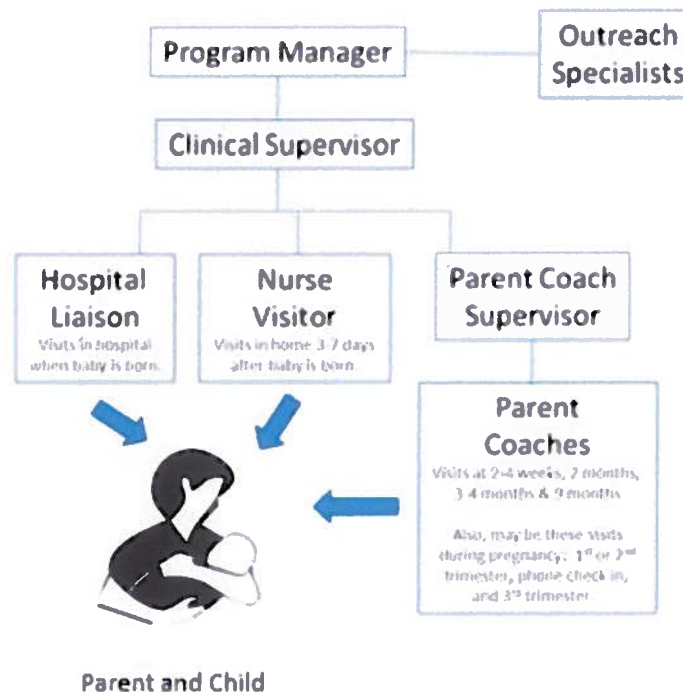 Program Manager
Outreach
Specialists
Clinical Supervisor
Hospital
Liaison
Visits in hospital
when baby is born.
Nurse
Visitor
Visits in home 3-7 days
after baby is born.
Parent Coach
Supervisor
Parent
Coaches
Visits at 2-4 weeks, 2 months,
3-4 months & 9 months
Also, may be these visits
during pregnancy: 1st or 2nd
trimester, phone check in,
and 3rd trimester.
Parent and Child